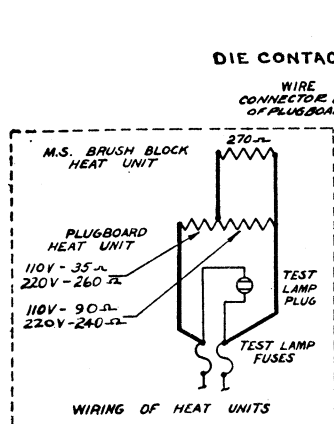 DIE CONTAC
WIRE
CONNECTOR
OF PLUGBOA
270Ω
M.S. BRUSH BLOCK
HEAT UNIT
PLUGBOARD
HEAT UNIT
110V-35Ω
220V-260Ω
110V-90Ω
220V-240Ω
TEST
LAMP
PLUG
TEST LAMP
FUSES
WIRING OF HEAT UNITS